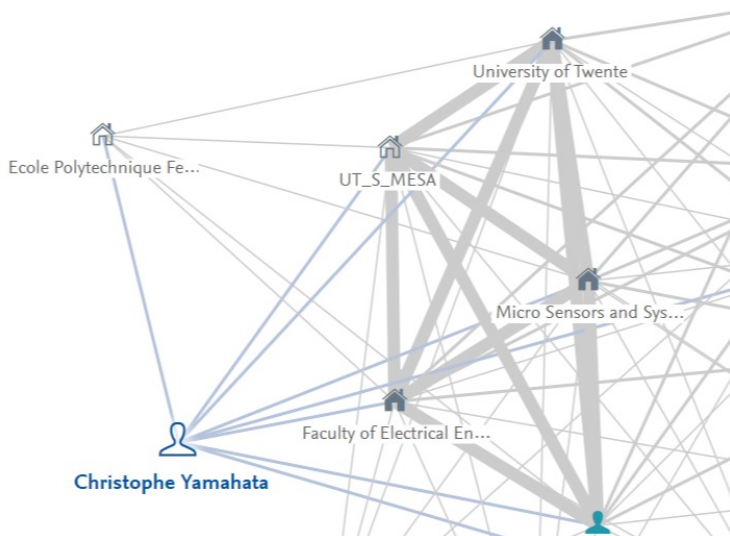 University of Twente
Ecole Polytechnique Fe...
UT_S_MESA
Micro Sensors and Sys...
Faculty of Electrical En...
Christophe Yamahata